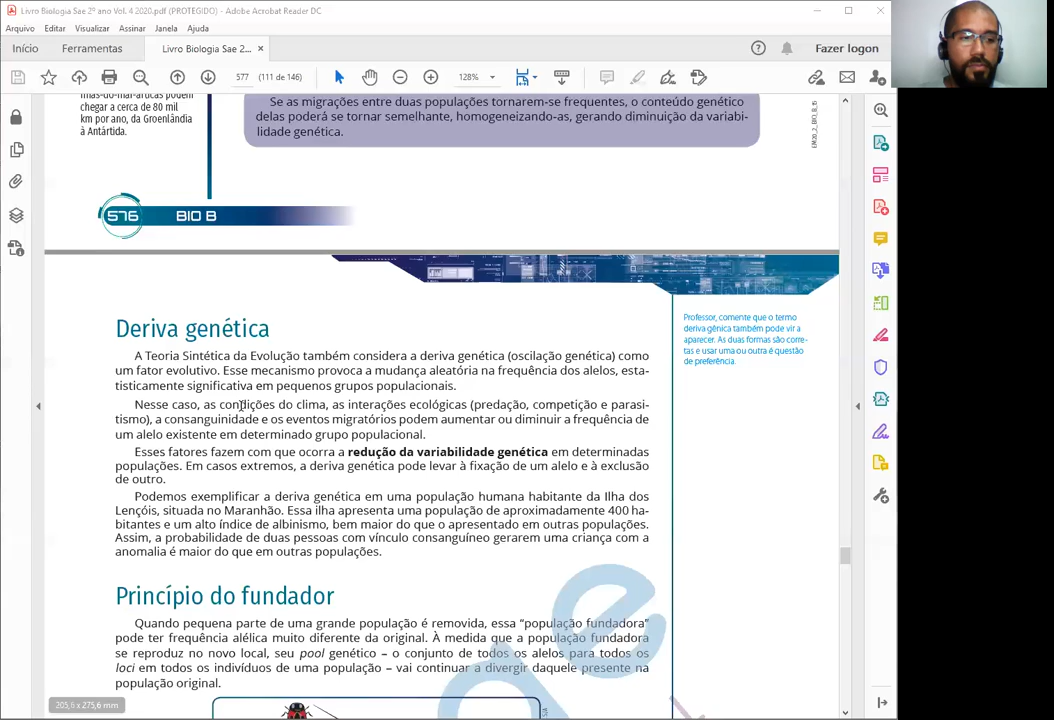 Livro Biologia Sae 2º ano Vol. 4 2020.pdf (PROTEGIDO) - Adobe Acrobat Reader DC
Arquivo Editar Visualizar Assinar Janela Ajuda
Início Ferramentas Livro Biologia Sae 2... × Fazer logon
577 (111 de 146) 128%
chegar a cerca de 80 mil
km por ano, da Groenlândia
à Antártida.
Se as migrações entre duas populações tornarem-se frequentes, o conteúdo genético
delas poderá se tornar semelhante, homogeneizando-as, gerando diminuição da variabi-
lidade genética.
576 BIO B
Deriva genética
A Teoria Sintética da Evolução também considera a deriva genética (oscilação genética) como
um fator evolutivo. Esse mecanismo provoca a mudança aleatória na frequência dos alelos, esta-
tisticamente significativa em pequenos grupos populacionais.
Nesse caso, as condições do clima, as interações ecológicas (predação, competição e parasi-
tismo), a consanguinidade e os eventos migratórios podem aumentar ou diminuir a frequência de
um alelo existente em determinado grupo populacional.
Esses fatores fazem com que ocorra a redução da variabilidade genética em determinadas
populações. Em casos extremos, a deriva genética pode levar à fixação de um alelo e à exclusão
de outro.
Podemos exemplificar a deriva genética em uma população humana habitante da Ilha dos
Lençóis, situada no Maranhão. Essa ilha apresenta uma população de aproximadamente 400 ha-
bitantes e um alto índice de albinismo, bem maior do que o apresentado em outras populações.
Assim, a probabilidade de duas pessoas com vínculo consanguíneo gerarem uma criança com a
anomalia é maior do que em outras populações.
Professor, comente que o termo
deriva gênica também pode vir a
aparecer. As duas formas são corre-
tas e usar uma ou outra é questão
de preferência.
Princípio do fundador
Quando pequena parte de uma grande população é removida, essa “população fundadora”
pode ter frequência alélica muito diferente da original. À medida que a população fundadora
se reproduz no novo local, seu pool genético – o conjunto de todos os alelos para todos os
loci em todos os indivíduos de uma população – vai continuar a divergir daquele presente na
população original.
205,6 x 275,6 mm